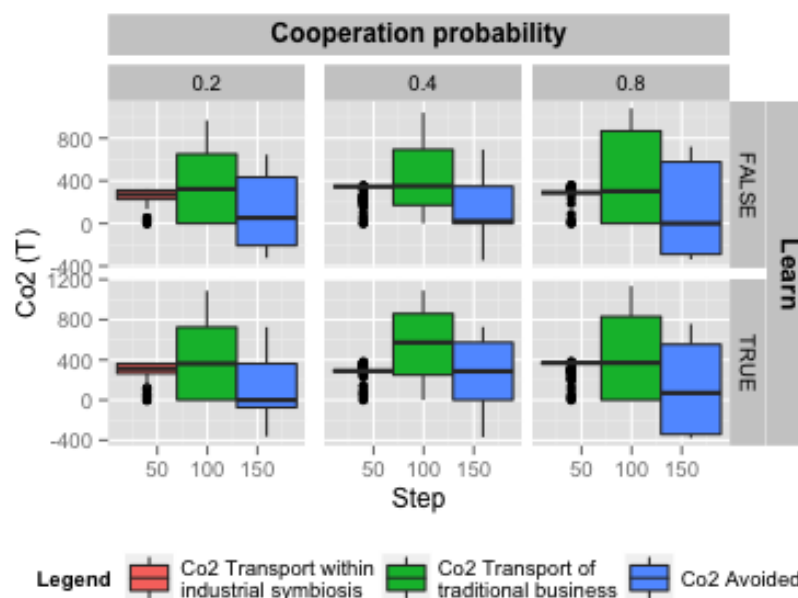 Cooperation probability
0.2 0.4 0.8
800
400
0
-400
FALSE
1200
800
400
0
-400
TRUE
Co2 (T)
Learn
50 100 150 50 100 150 50 100 150
Step
Legend
Co2 Transport within
industrial symbiosis
Co2 Transport of
traditional business
Co2 Avoided